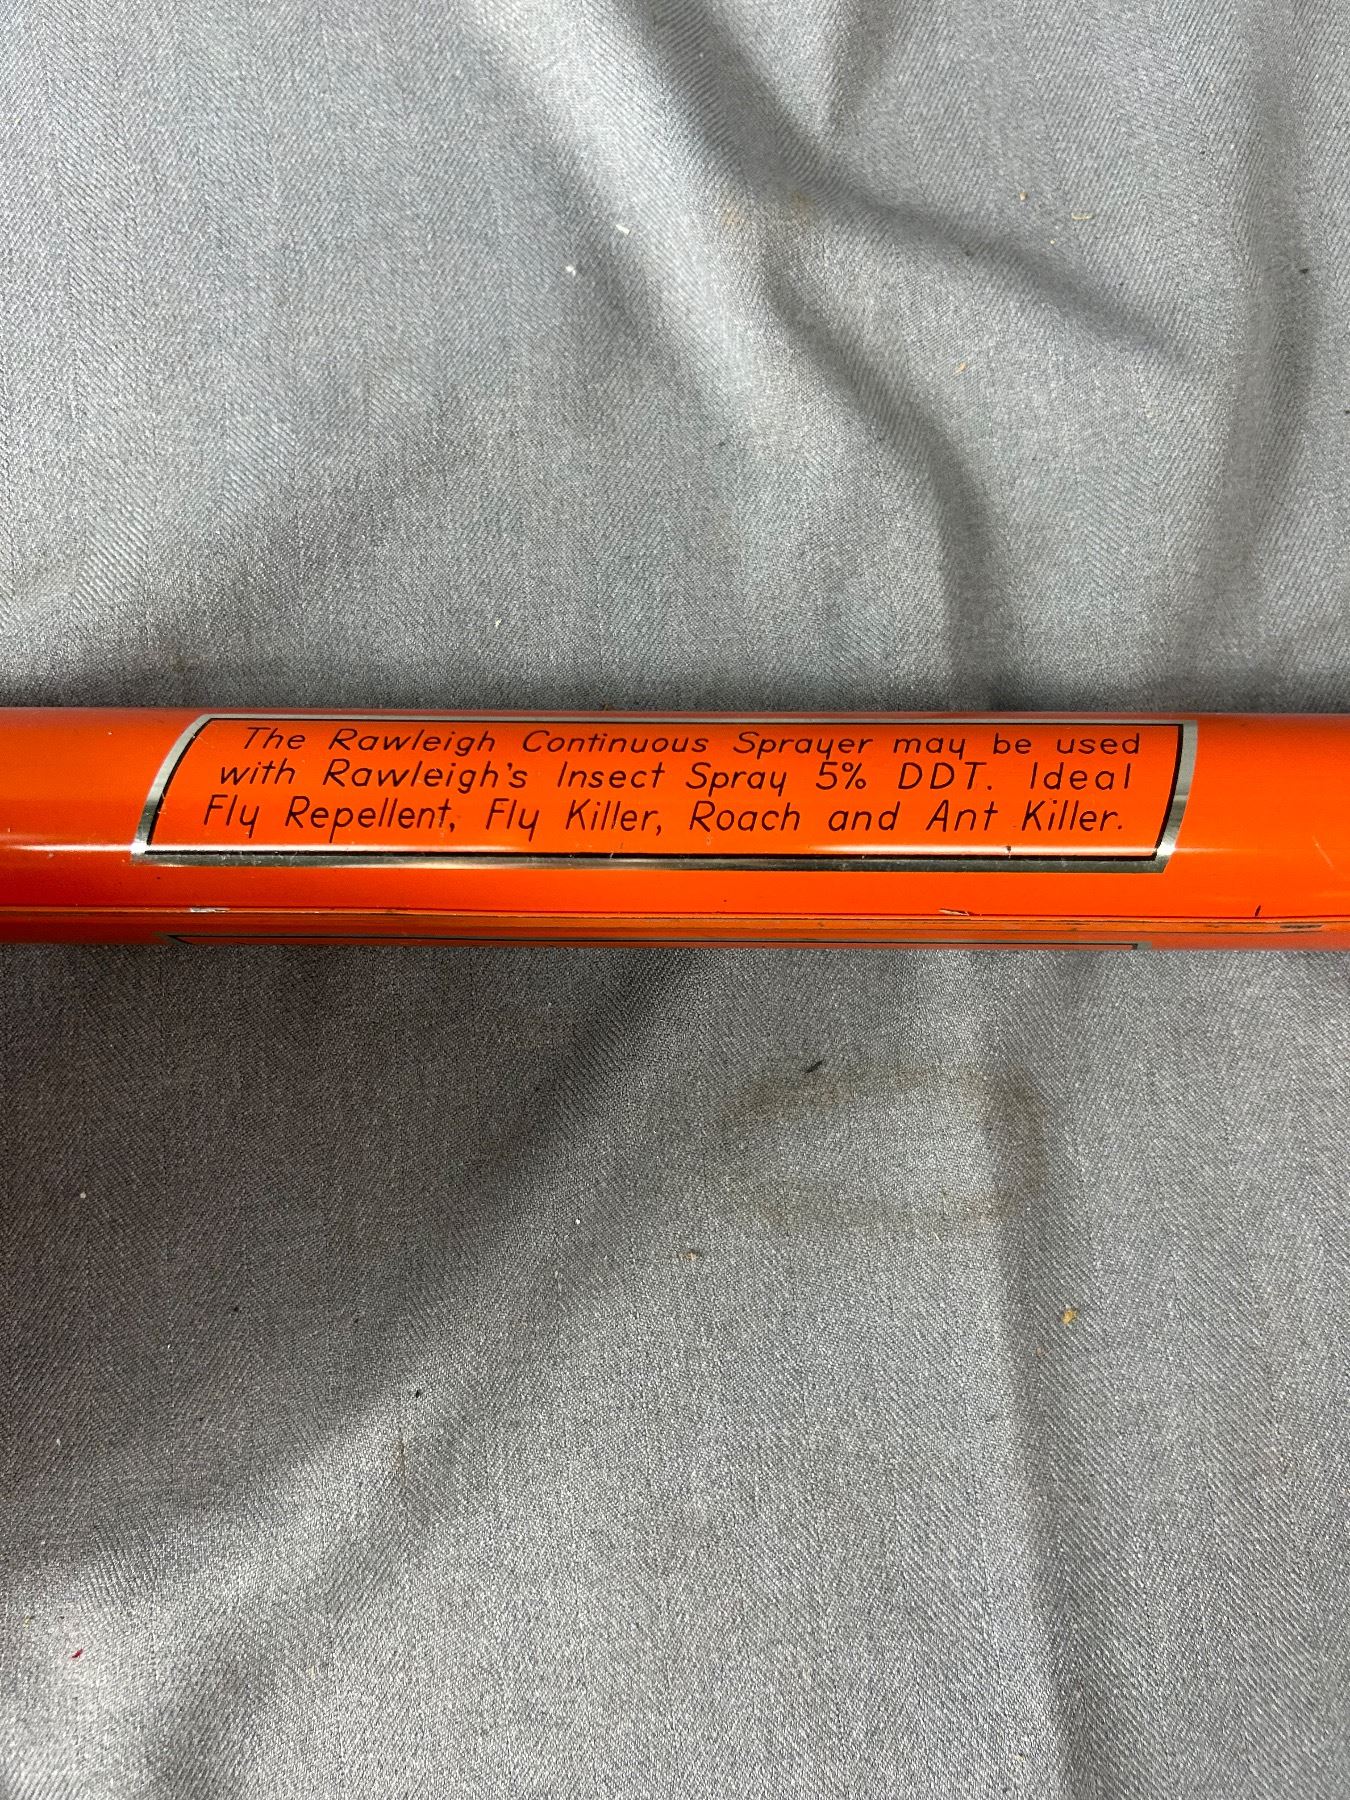 The Rawleigh Continuous Sprayer may be used
with Rawleigh's Insect Spray 5% DDT. Ideal
Fly Repellent, Fly Killer, Roach and Ant Killer.